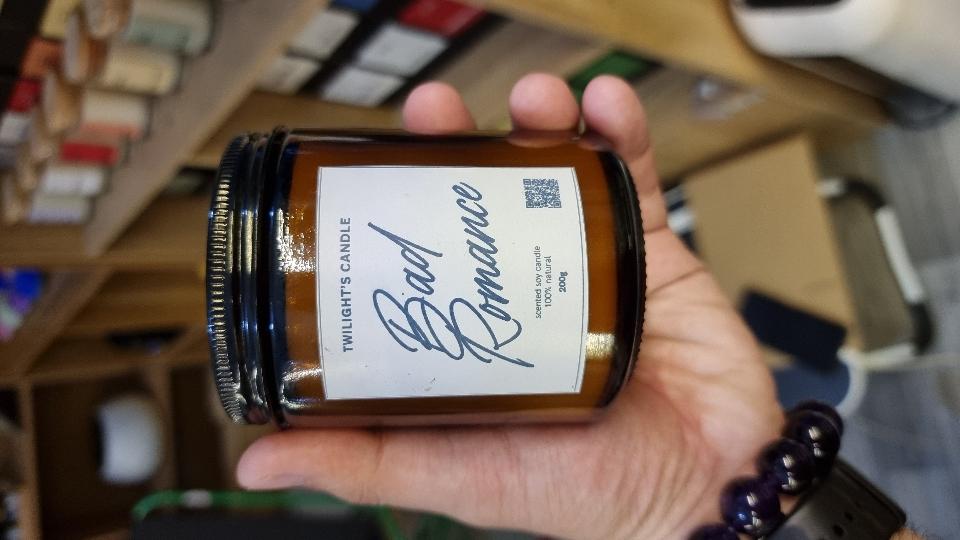 TWILIGHT'S CANDLE
Bad
Romance
scented soy candle
100% natural
200g